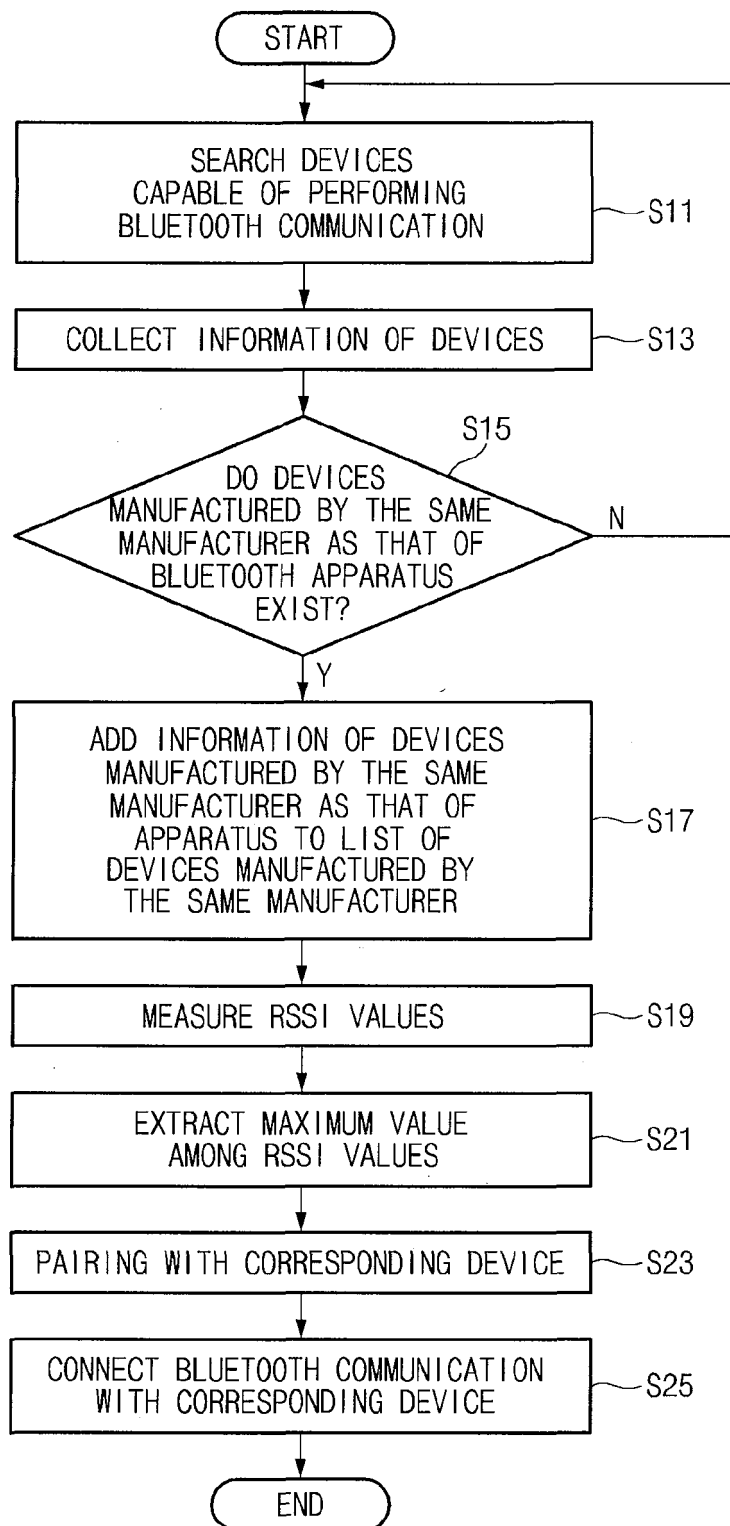 START
SEARCH DEVICES
CAPABLE OF PERFORMING
BLUETOOTH COMMUNICATION
S11
COLLECT INFORMATION OF DEVICES
S13
S15
DO DEVICES
MANUFACTURED BY THE SAME
MANUFACTURER AS THAT OF
BLUETOOTH APPARATUS
EXIST?
N
Y
ADD INFORMATION OF DEVICES
MANUFACTURED BY THE SAME
MANUFACTURER AS THAT OF
APPARATUS TO LIST OF
DEVICES MANUFACTURED BY
THE SAME MANUFACTURER
S17
MEASURE RSSI VALUES
S19
EXTRACT MAXIMUM VALUE
AMONG RSSI VALUES
S21
PAIRING WITH CORRESPONDING DEVICE
S23
CONNECT BLUETOOTH COMMUNICATION
WITH CORRESPONDING DEVICE
S25
END